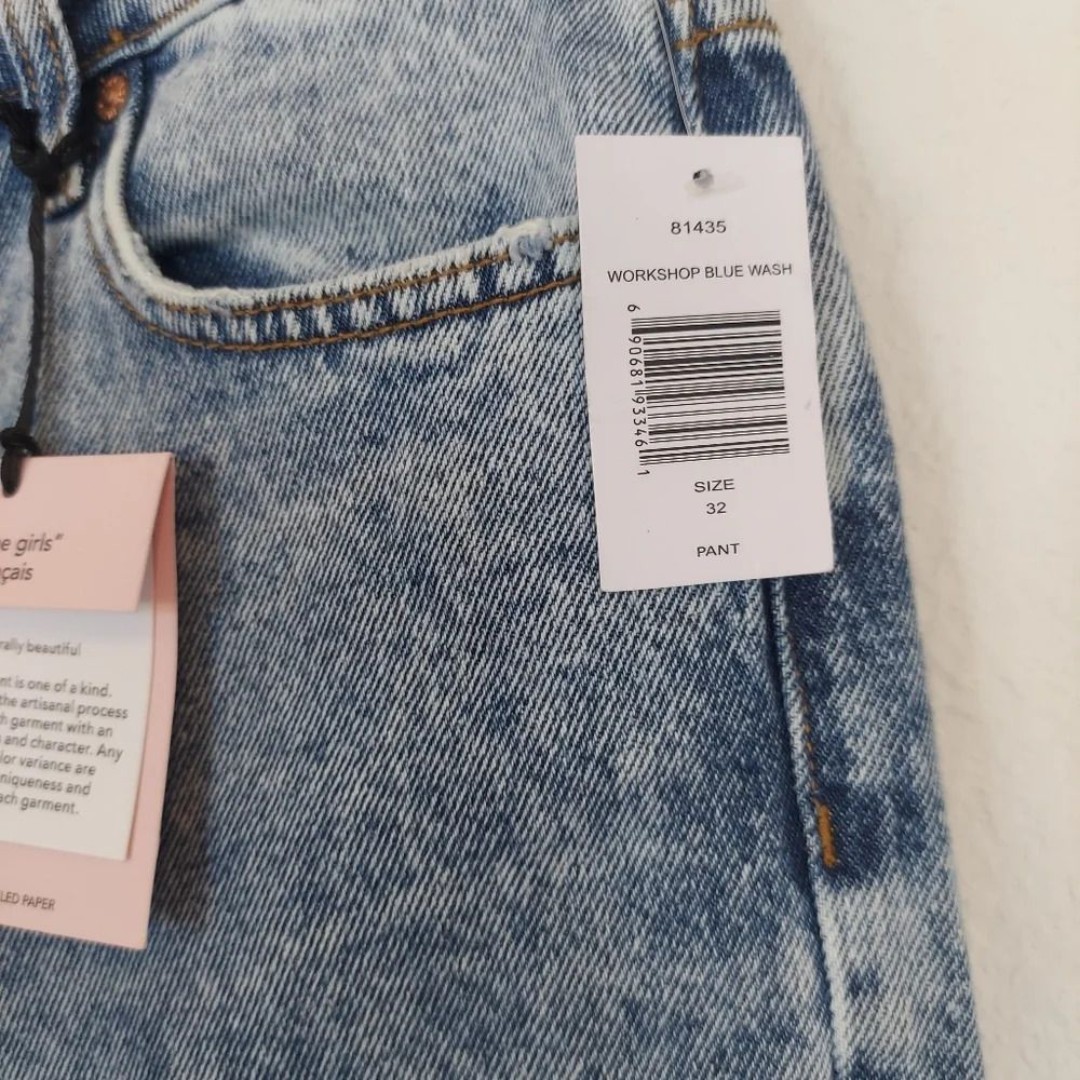 81435
WORKSHOP BLUE WASH
6 90681 93346 1
SIZE
32
PANT
e girls"
çais
rally beautiful
nt is one of a kind.
the artisanal process
h garment with an
and character. Any
lor variance are
niqueness and
ach garment.
LED PAPER